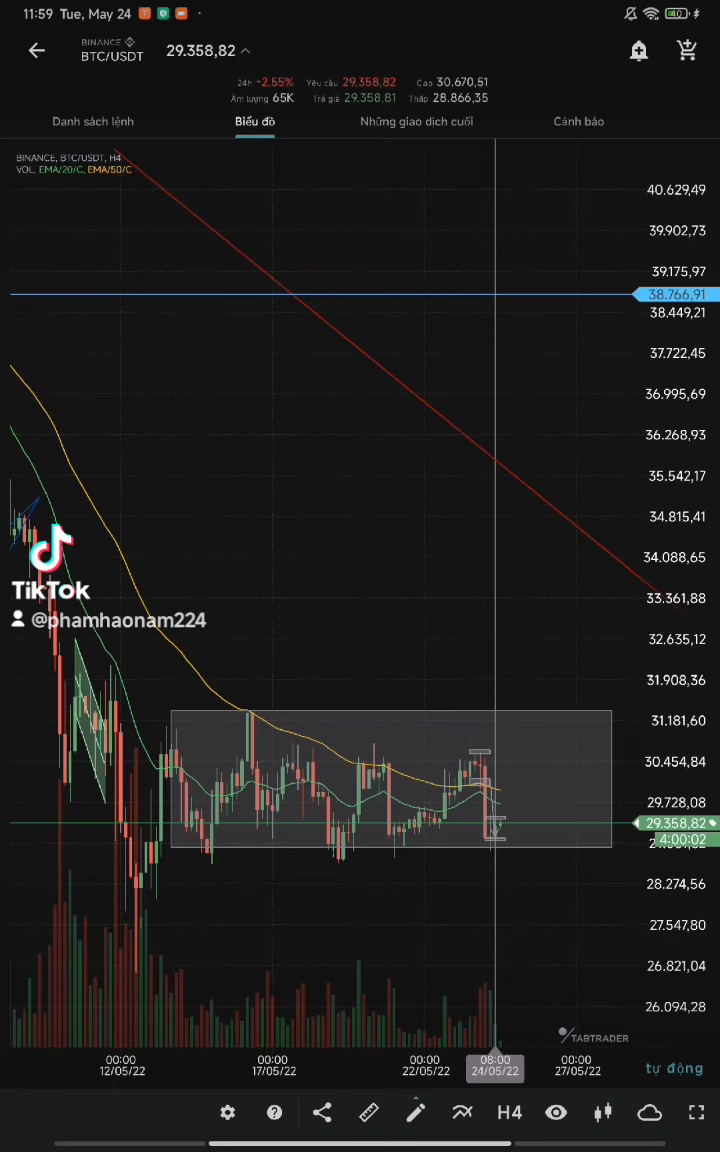 11:59 Tue, May 24
40
BINANCE
BTC/USDT
29.358,82
24h -2,55% Yêu cầu 29.358,82 Cao 30.670,51
Âm lượng 65K Trả giá 29.358,81 Thấp 28.866,35
Danh sách lệnh
Biểu đồ
Những giao dịch cuối
Cảnh báo
BINANCE, BTC/USDT, H4
VOL, EMA/20/C, EMA/50/C
40.629,49
39.902,73
39.175,97
38.766,91
38.449,21
37.722,45
36.995,69
36.268,93
35.542,17
34.815,41
34.088,65
TikTok
33.361,88
@phamhaonam224
32.635,12
31.908,36
31.181,60
30.454,84
29.728,08
29.358,82
4:00:02
28.274,56
27.547,80
26.821,04
26.094,28
TABTRADER
00:00 00:00 00:00 08:00 00:00
12/05/22 17/05/22 22/05/22 24/05/22 27/05/22
tự động
H4